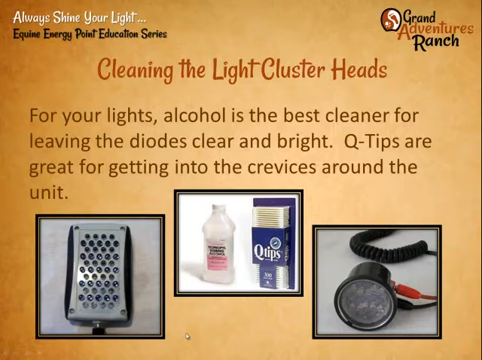 Always Shine Your Light...
Equine Energy Point Education Series
Grand
Adventures
Ranch
Cleaning the Light Cluster Heads
For your lights, alcohol is the best cleaner for
leaving the diodes clear and bright. Q-Tips are
great for getting into the crevices around the
unit.
ALCOHOL
Qtips